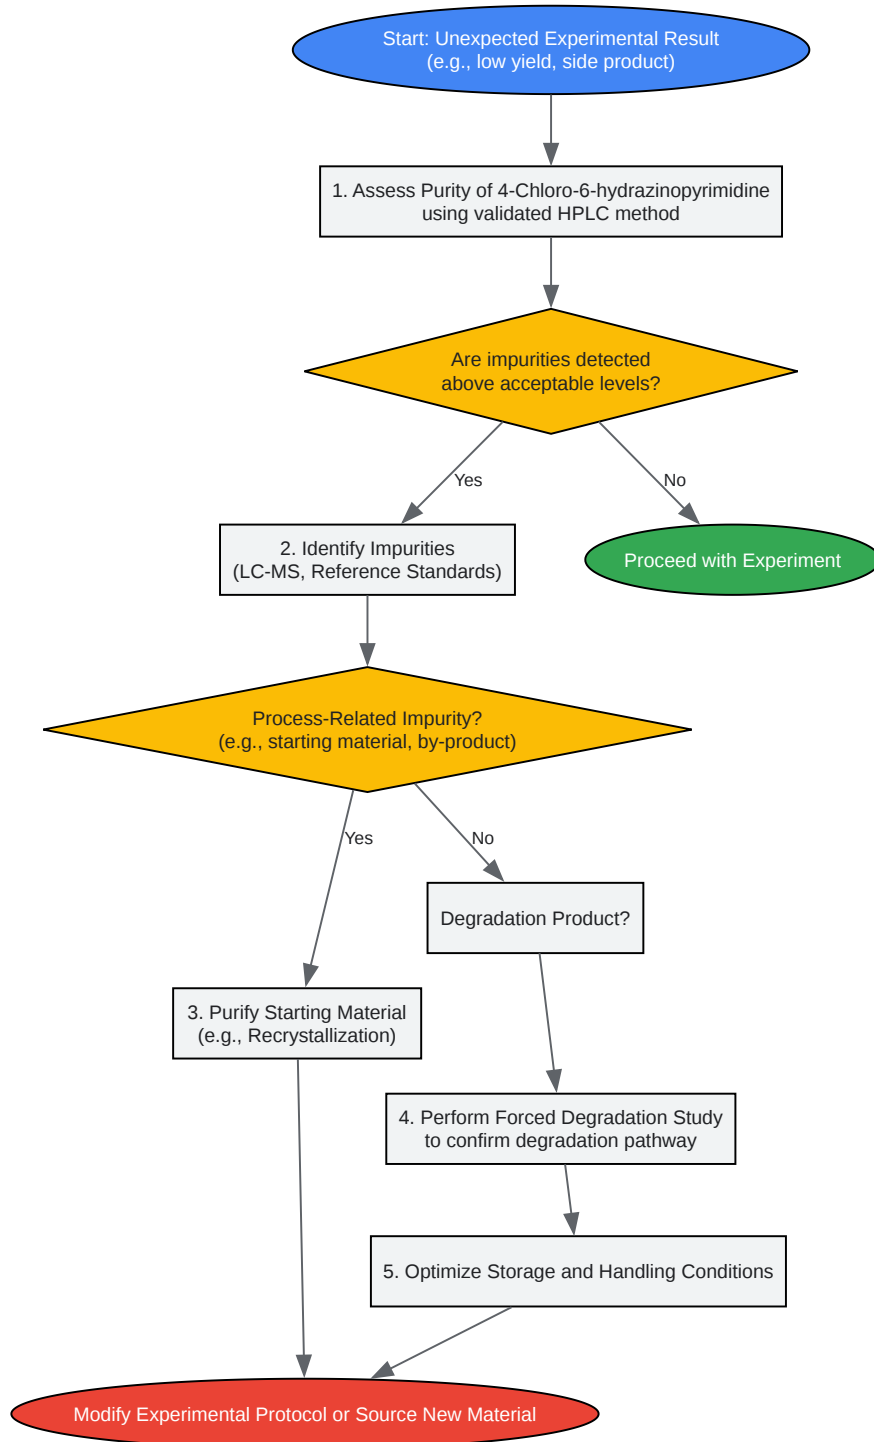 Start: Unexpected Experimental Result
(e.g., low yield, side product)
1. Assess Purity of 4-Chloro-6-hydrazinopyrimidine
using validated HPLC method
Are impurities detected
above acceptable levels?
Yes
No
2. Identify Impurities
(LC-MS, Reference Standards)
Proceed with Experiment
Process-Related Impurity?
(e.g., starting material, by-product)
Yes
No
Degradation Product?
3. Purify Starting Material
(e.g., Recrystallization)
4. Perform Forced Degradation Study
to confirm degradation pathway
5. Optimize Storage and Handling Conditions
Modify Experimental Protocol or Source New Material